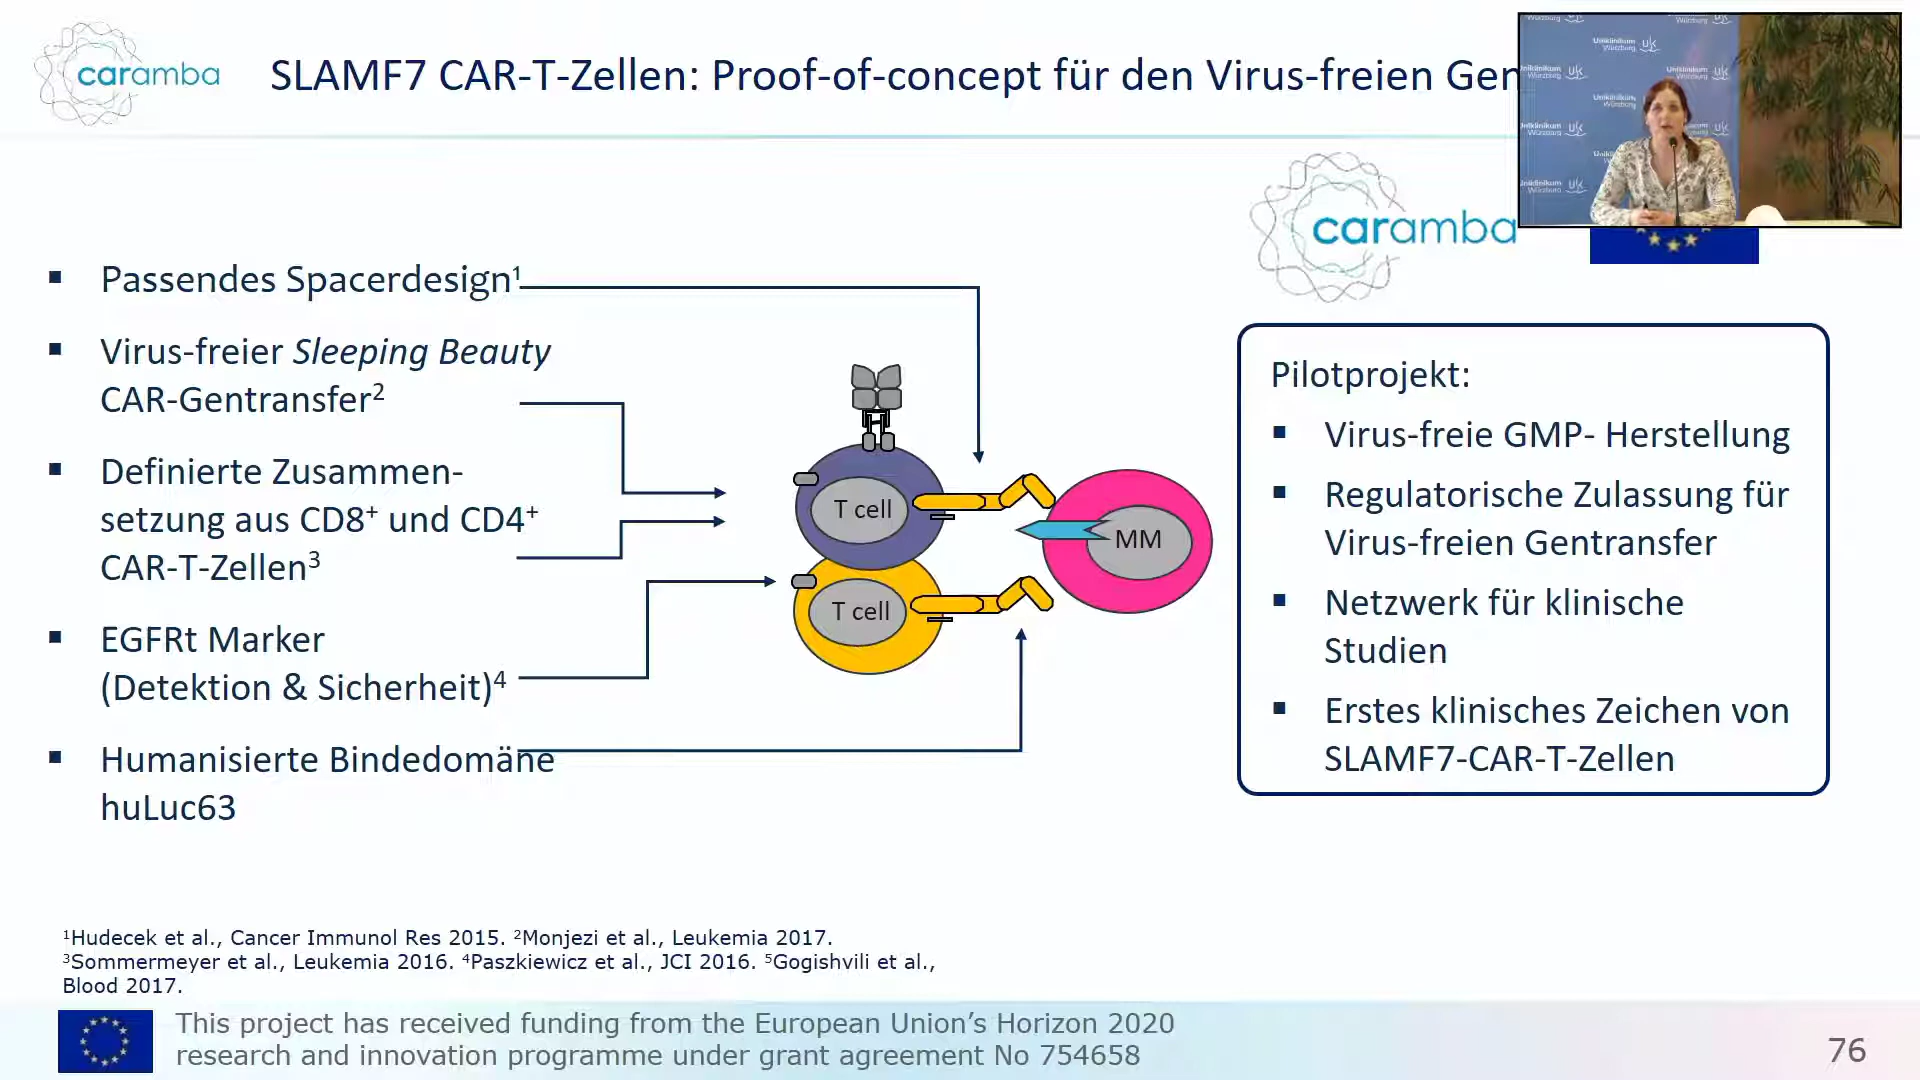 caramba
SLAMF7 CAR-T-Zellen: Proof-of-concept für den Virus-freien Gen
Uniklinikum
Würzburg
caramba
▪ Passendes Spacerdesign¹
▪ Virus-freier Sleeping Beauty
CAR-Gentransfer²
▪ Definierte Zusammen-
setzung aus CD8⁺ und CD4⁺
CAR-T-Zellen³
▪ EGFRt Marker
(Detektion & Sicherheit)⁴
▪ Humanisierte Bindedomäne
huLuc63
T cell
T cell
MM
Pilotprojekt:
▪ Virus-freie GMP- Herstellung
▪ Regulatorische Zulassung für
Virus-freien Gentransfer
▪ Netzwerk für klinische
Studien
▪ Erstes klinisches Zeichen von
SLAMF7-CAR-T-Zellen
¹Hudecek et al., Cancer Immunol Res 2015. ²Monjezi et al., Leukemia 2017.
³Sommermeyer et al., Leukemia 2016. ⁴Paszkiewicz et al., JCI 2016. ⁵Gogishvili et al.,
Blood 2017.
This project has received funding from the European Union’s Horizon 2020
research and innovation programme under grant agreement No 754658
76